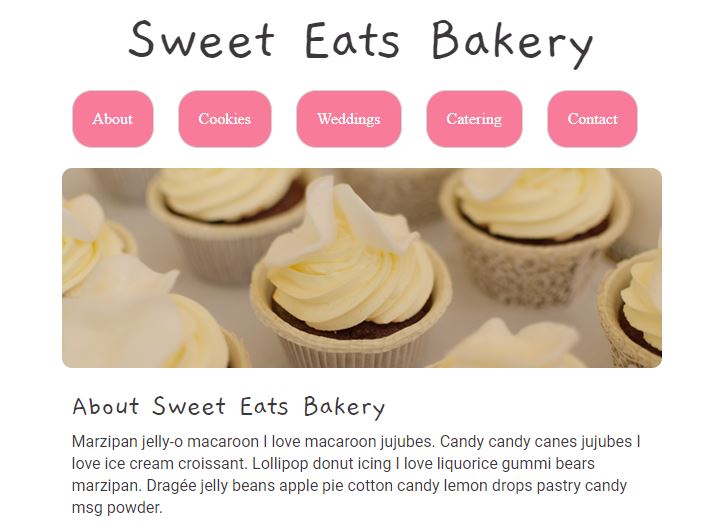 Sweet Eats Bakery
About Cookies Weddings Catering Contact
About Sweet Eats Bakery
Marzipan jelly-o macaroon I love macaroon jujubes. Candy candy canes jujubes I
love ice cream croissant. Lollipop donut icing I love liquorice gummi bears
marzipan. Dragée jelly beans apple pie cotton candy lemon drops pastry candy
msg powder.